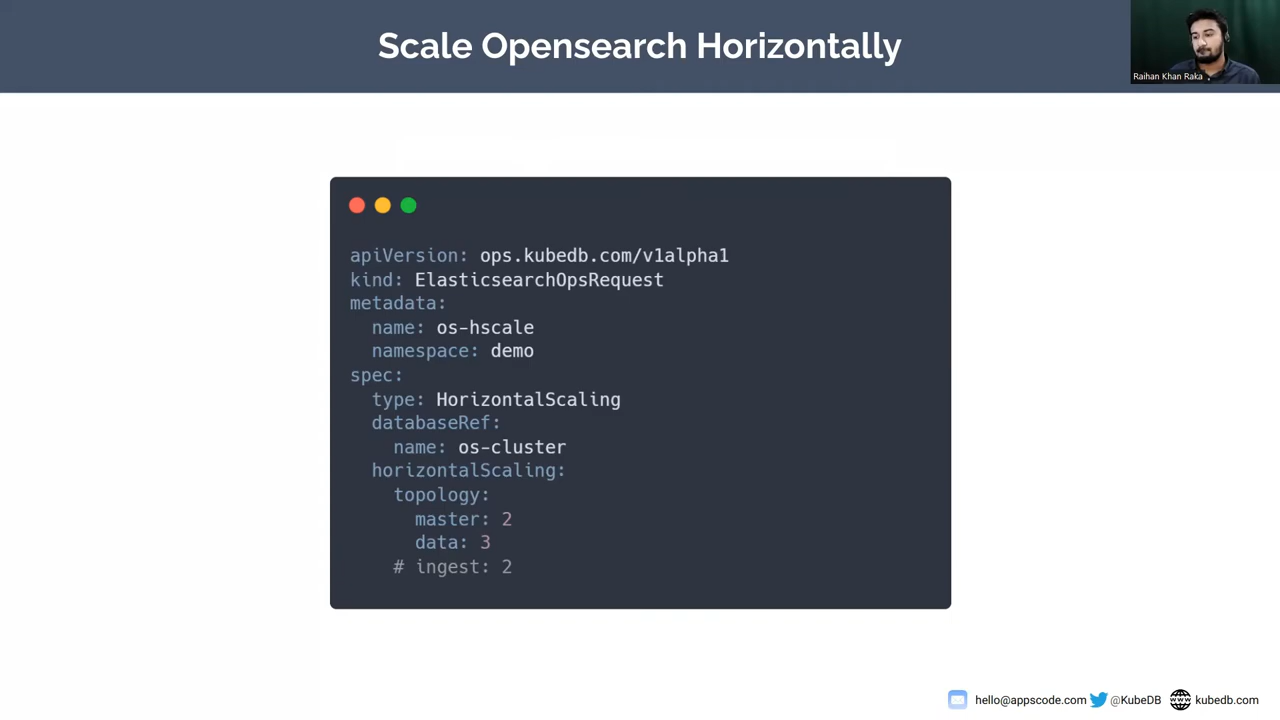 Scale Opensearch Horizontally
Raihan Khan Raka
apiVersion: ops.kubedb.com/v1alpha1
kind: ElasticsearchOpsRequest
metadata:
  name: os-hscale
  namespace: demo
spec:
  type: HorizontalScaling
  databaseRef:
    name: os-cluster
  horizontalScaling:
    topology:
      master: 2
      data: 3
    # ingest: 2
hello@appscode.com @KubeDB www kubedb.com